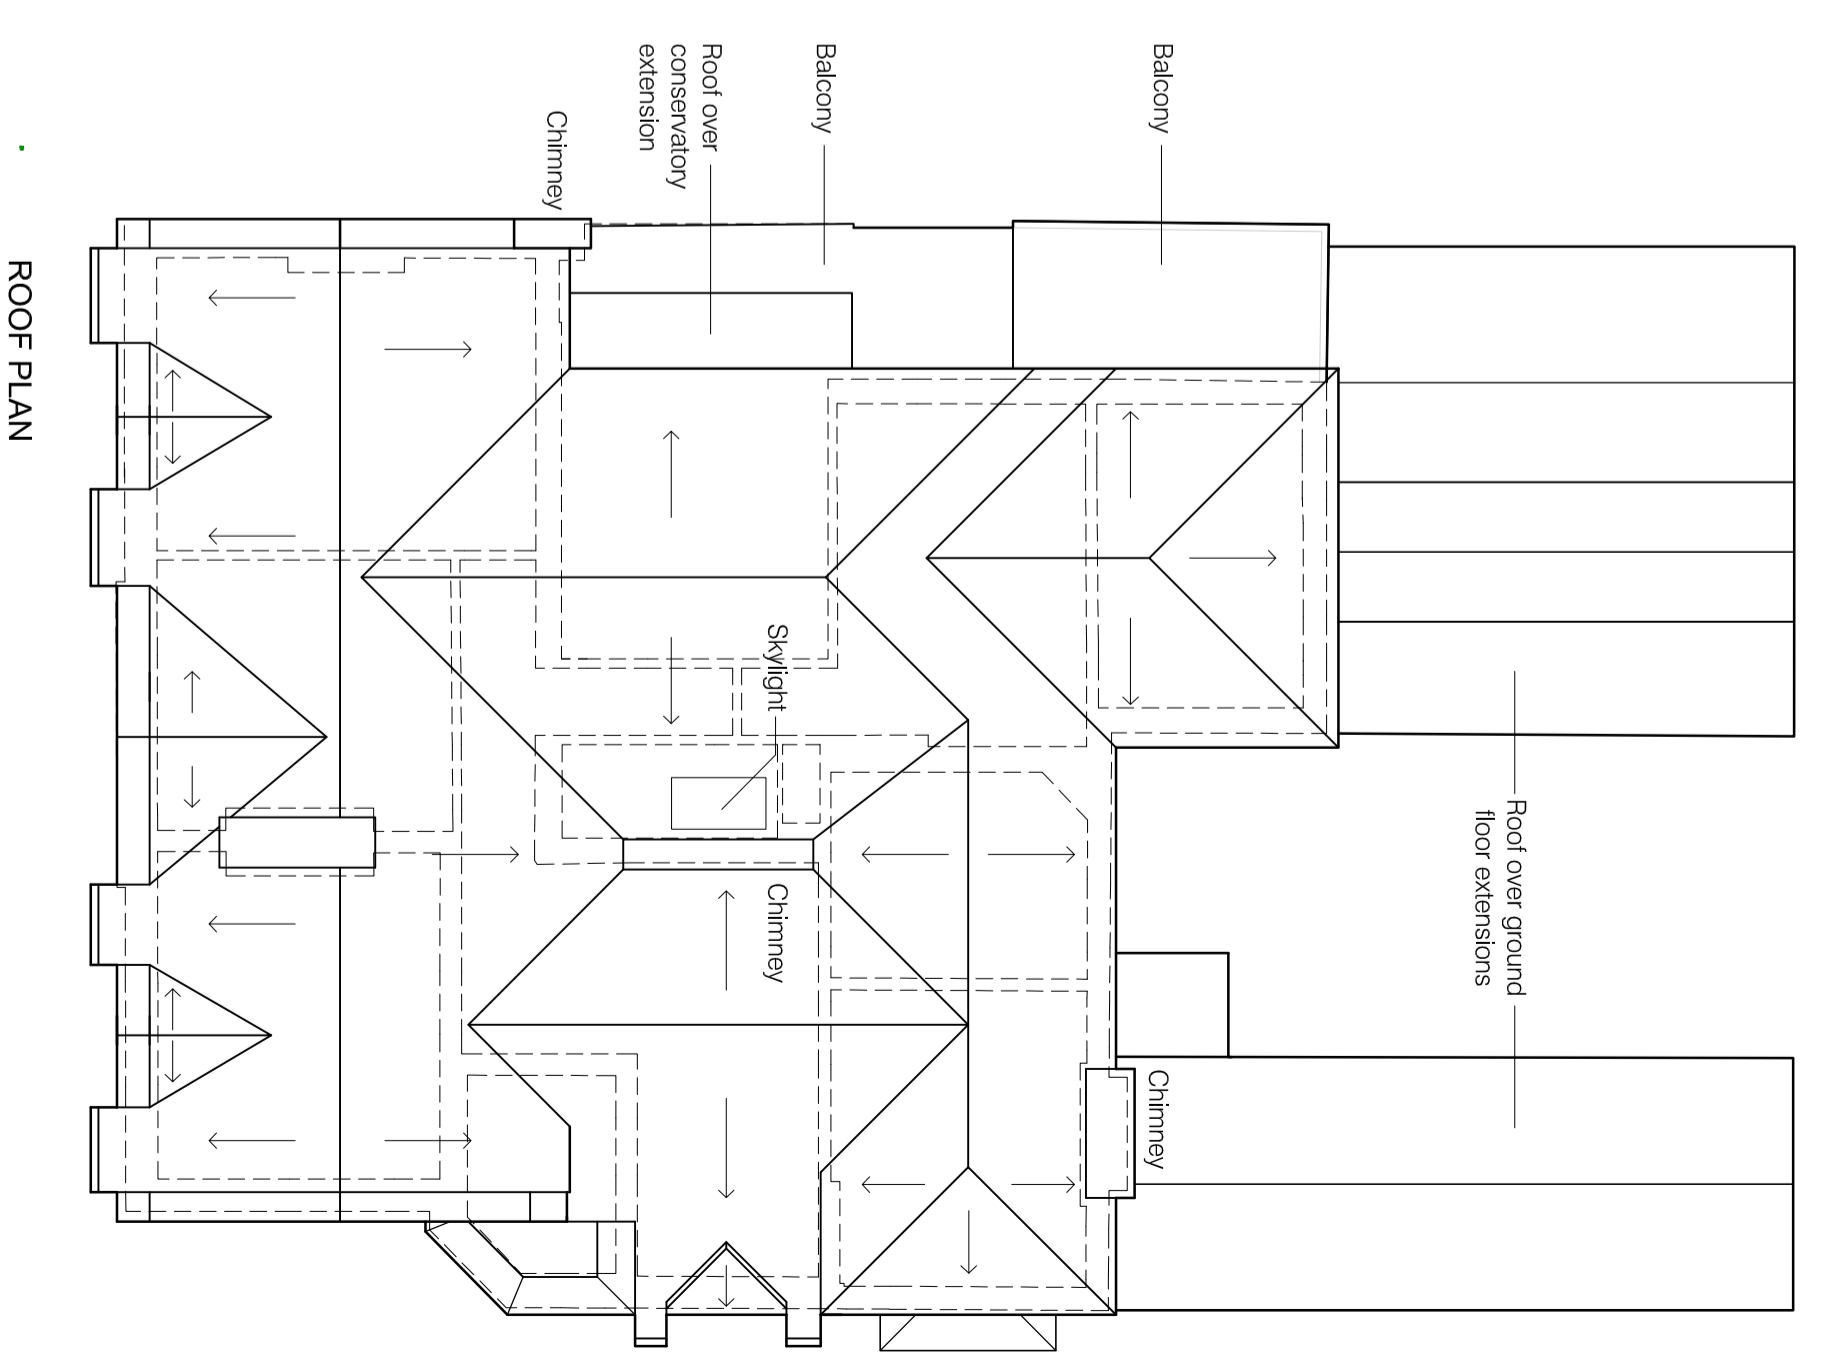 Roof over ground
floor extensions
Balcony
Chimney
Balcony
Skylight
Chimney
Roof over
conservatory
extension
Chimney
ROOF PLAN